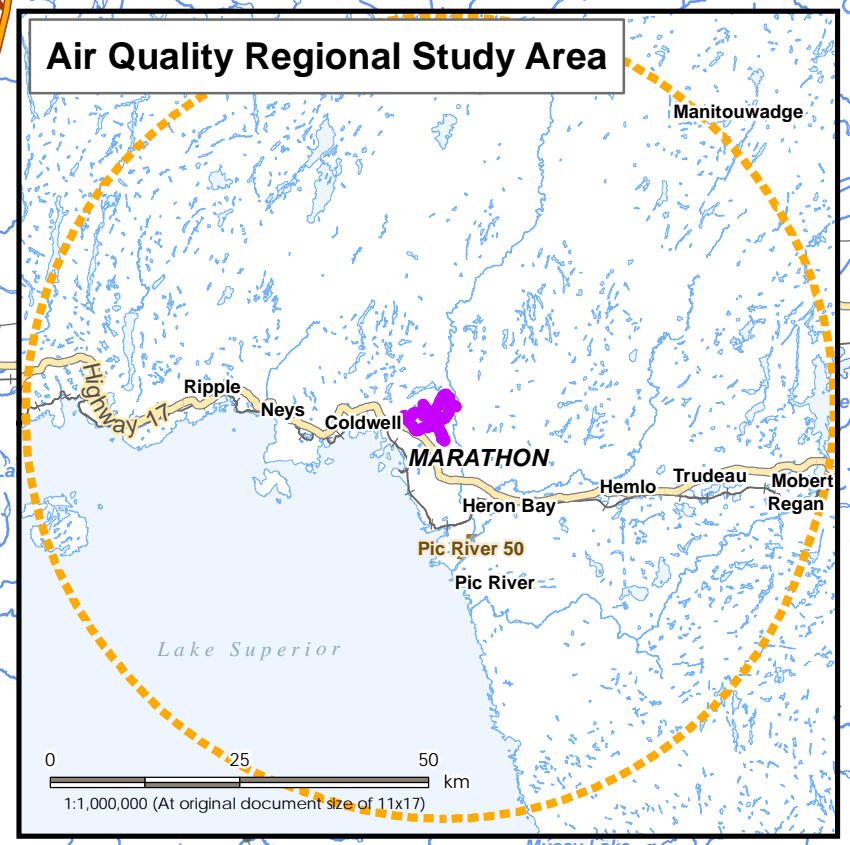 Air Quality Regional Study Area
Manitouwadge
Highway 17
Ripple
Neys
Coldwell
MARATHON
Hemlo
Trudeau
Mobert
Regan
Heron Bay
Pic River 50
Pic River
Lake Superior
0 25 50
km
1:1,000,000 (At original document size of 11x17)